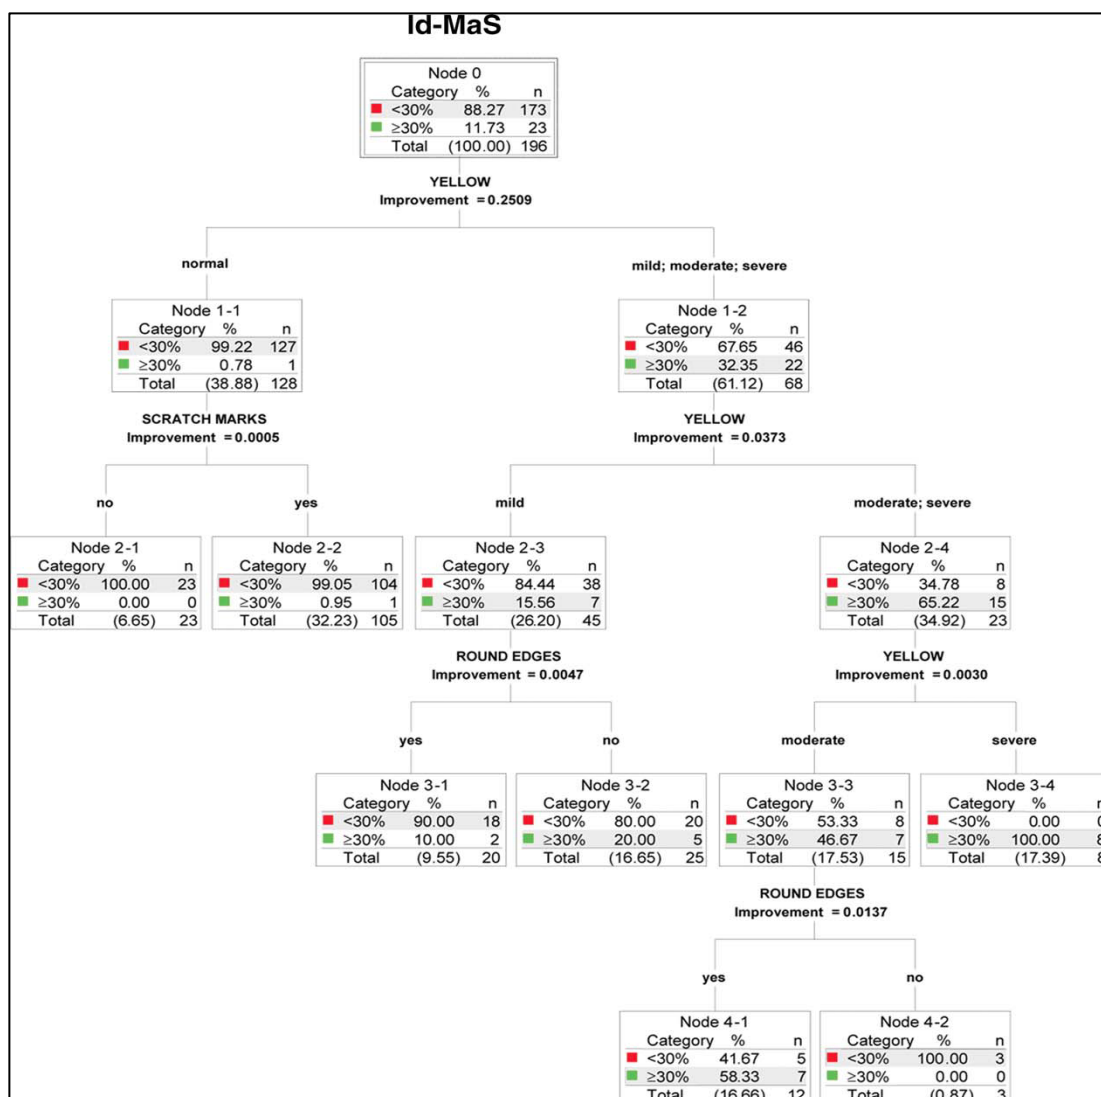 ld-MaS
Node 0
Category % n
<30% 88.27 173
≥30% 11.73 23
Total (100.00) 196
YELLOW
Improvement = 0.2509
normal
mild; moderate; severe
Node 1-1
Category % n
<30% 99.22 127
≥30% 0.78 1
Total (38.88) 128
Node 1-2
Category % n
<30% 67.65 46
≥30% 32.35 22
Total (61.12) 68
SCRATCH MARKS
Improvement = 0.0005
YELLOW
Improvement = 0.0373
no
yes
mild
moderate; severe
Node 2-1
Category % n
<30% 100.00 23
≥30% 0.00 0
Total (6.65) 23
Node 2-2
Category % n
<30% 99.05 104
≥30% 0.95 1
Total (32.23) 105
Node 2-3
Category % n
<30% 84.44 38
≥30% 15.56 7
Total (26.20) 45
Node 2-4
Category % n
<30% 34.78 8
≥30% 65.22 15
Total (34.92) 23
ROUND EDGES
Improvement = 0.0047
YELLOW
Improvement = 0.0030
yes
no
moderate
severe
Node 3-1
Category % n
<30% 90.00 18
≥30% 10.00 2
Total (9.55) 20
Node 3-2
Category % n
<30% 80.00 20
≥30% 20.00 5
Total (16.65) 25
Node 3-3
Category % n
<30% 53.33 8
≥30% 46.67 7
Total (17.53) 15
Node 3-4
Category % n
<30% 0.00 0
≥30% 100.00 8
Total (17.39) 8
ROUND EDGES
Improvement = 0.0137
yes
no
Node 4-1
Category % n
<30% 41.67 5
≥30% 58.33 7
Total (16.66) 12
Node 4-2
Category % n
<30% 100.00 3
≥30% 0.00 0
Total (0.87) 3